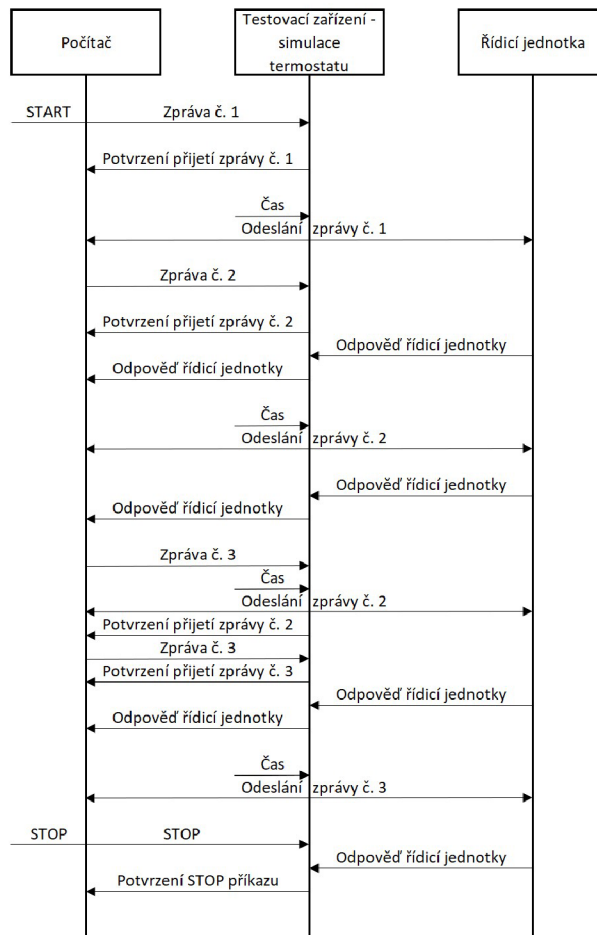 Počítač
Testovací zařízení -
simulace
termostatu
Řídicí jednotka
START
Zpráva č. 1
Potvrzení přijetí zprávy č. 1
Čas
Odeslání zprávy č. 1
Zpráva č. 2
Potvrzení přijetí zprávy č. 2
Odpověď řídicí jednotky
Odpověď řídicí jednotky
Čas
Odeslání zprávy č. 2
Odpověď řídicí jednotky
Odpověď řídicí jednotky
Zpráva č. 3
Čas
Odeslání zprávy č. 2
Potvrzení přijetí zprávy č. 2
Zpráva č. 3
Potvrzení přijetí zprávy č. 3
Odpověď řídicí jednotky
Odpověď řídicí jednotky
Čas
Odeslání zprávy č. 3
STOP
STOP
Odpověď řídicí jednotky
Potvrzení STOP příkazu